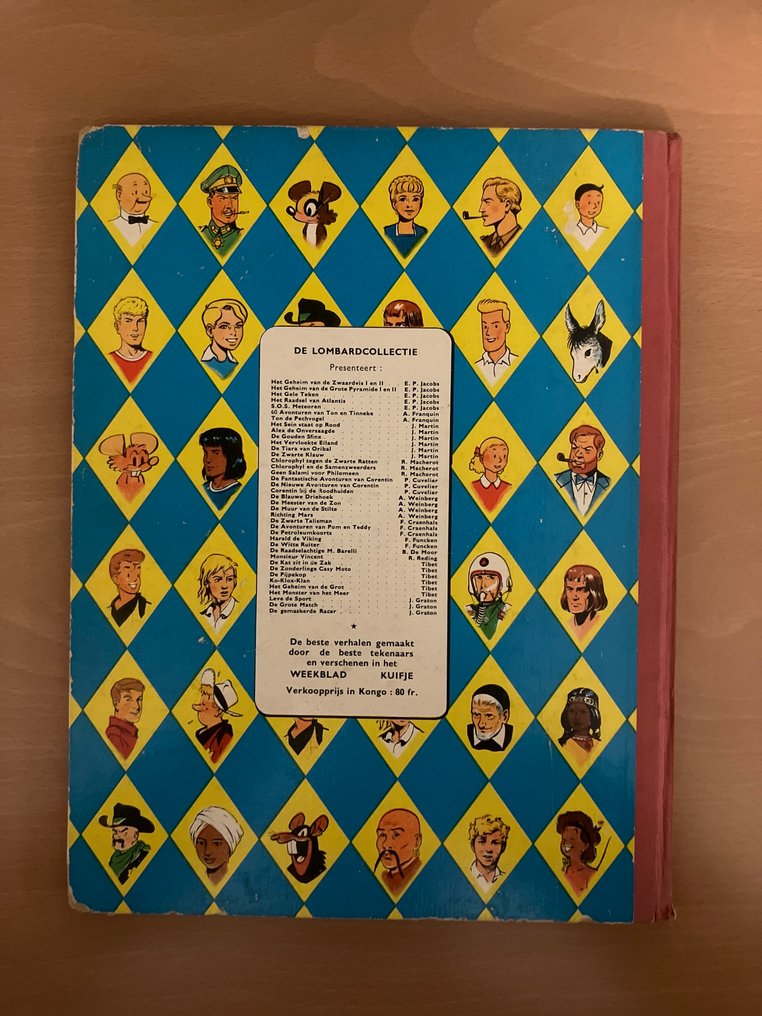 DE LOMBARDCOLLECTIE
Presenteert :
Het Geheim van de Zwaardvis I en II . . E. P. Jacobs
Het Geheim van de Grote Pyramide I en II E. P. Jacobs
Het Gele Teken . . . E. P. Jacobs
Het Raadsel van Atlantis . . . E. P. Jacobs
S.O.S. Meteoren . . . E. P. Jacobs
60 Avonturen van Ton en Tinneke . . . A. Franquin
Ton de Pechvogel . . . A. Franquin
Het Sein staat op Rood . . . J. Martin
Alex de Onversaagde . . . J. Martin
De Gouden Sfinx . . . J. Martin
Het Vervloekte Eiland . . . J. Martin
De Tiara van Oribal . . . J. Martin
De Zwarte Klauw . . . J. Martin
Chlorophyl tegen de Zwarte Ratten . . R. Macherot
Chlorophyl en de Samenzweerders . . R. Macherot
Geen Salami voor Philomeen . . . R. Macherot
De Fantastische Avonturen van Corentin . P. Cuvelier
De Nieuwe Avonturen van Corentin . . P. Cuvelier
Corentin bij de Roodhuiden . . . P. Cuvelier
De Blauwe Driehoek . . . A. Weinberg
De Meester van de Zon . . . A. Weinberg
De Muur van de Stilte . . . A. Weinberg
Richting Mars . . . A. Weinberg
De Zwarte Talisman . . . F. Craenhals
De Avonturen van Pom en Teddy . . F. Craenhals
De Petroleumkoorts . . . F. Craenhals
Harald de Viking . . . F. Funcken
De Witte Ruiter . . . F. Funcken
De Raadselachtige M. Barelli . . . B. De Moor
Monsieur Vincent . . . R. Reding
De Kat zit in de Zak . . . Tibet
De Zonderlinge Casy Moto . . . Tibet
De Pijpekop . . . Tibet
Ko-Klox-Klan . . . Tibet
Het Geheim van de Grot . . . Tibet
Het Monster van het Meer . . . Tibet
Leve de Sport . . . J. Graton
De Grote Match . . . J. Graton
De gemaskerde Racer . . . J. Graton
★
De beste verhalen gemaakt
door de beste tekenaars
en verschenen in het
WEEKBLAD KUIFJE
Verkoopprijs in Kongo : 80 fr.